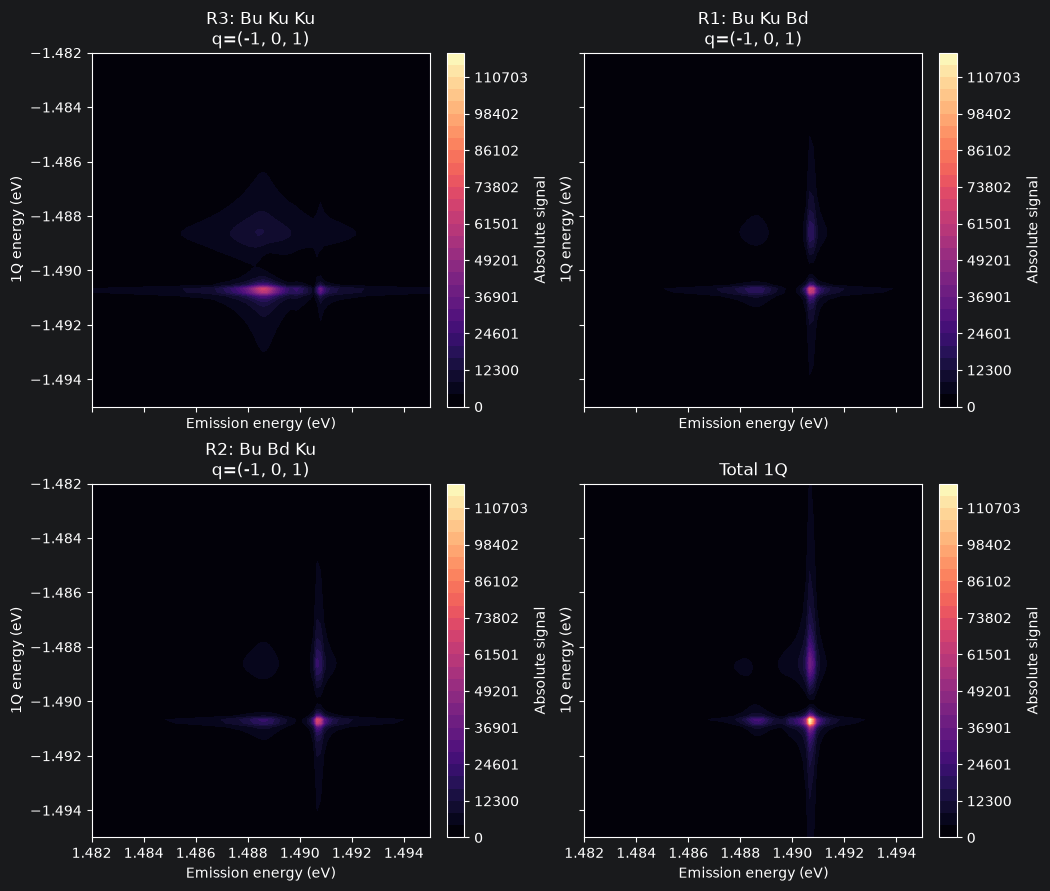 R3: Bu Ku Ku
q=(-1, 0, 1)
−1.482
−1.484
−1.486
−1.488
−1.490
−1.492
−1.494
1Q energy (eV)
Emission energy (eV)
110703
98402
86102
73802
61501
49201
36901
24601
12300
0
Absolute signal
R1: Bu Ku Bd
q=(-1, 0, 1)
1Q energy (eV)
Emission energy (eV)
110703
98402
86102
73802
61501
49201
36901
24601
12300
0
Absolute signal
R2: Bu Bd Ku
q=(-1, 0, 1)
−1.482
−1.484
−1.486
−1.488
−1.490
−1.492
−1.494
1Q energy (eV)
1.482 1.484 1.486 1.488 1.490 1.492 1.494
Emission energy (eV)
110703
98402
86102
73802
61501
49201
36901
24601
12300
0
Absolute signal
Total 1Q
1Q energy (eV)
1.482 1.484 1.486 1.488 1.490 1.492 1.494
Emission energy (eV)
110703
98402
86102
73802
61501
49201
36901
24601
12300
0
Absolute signal